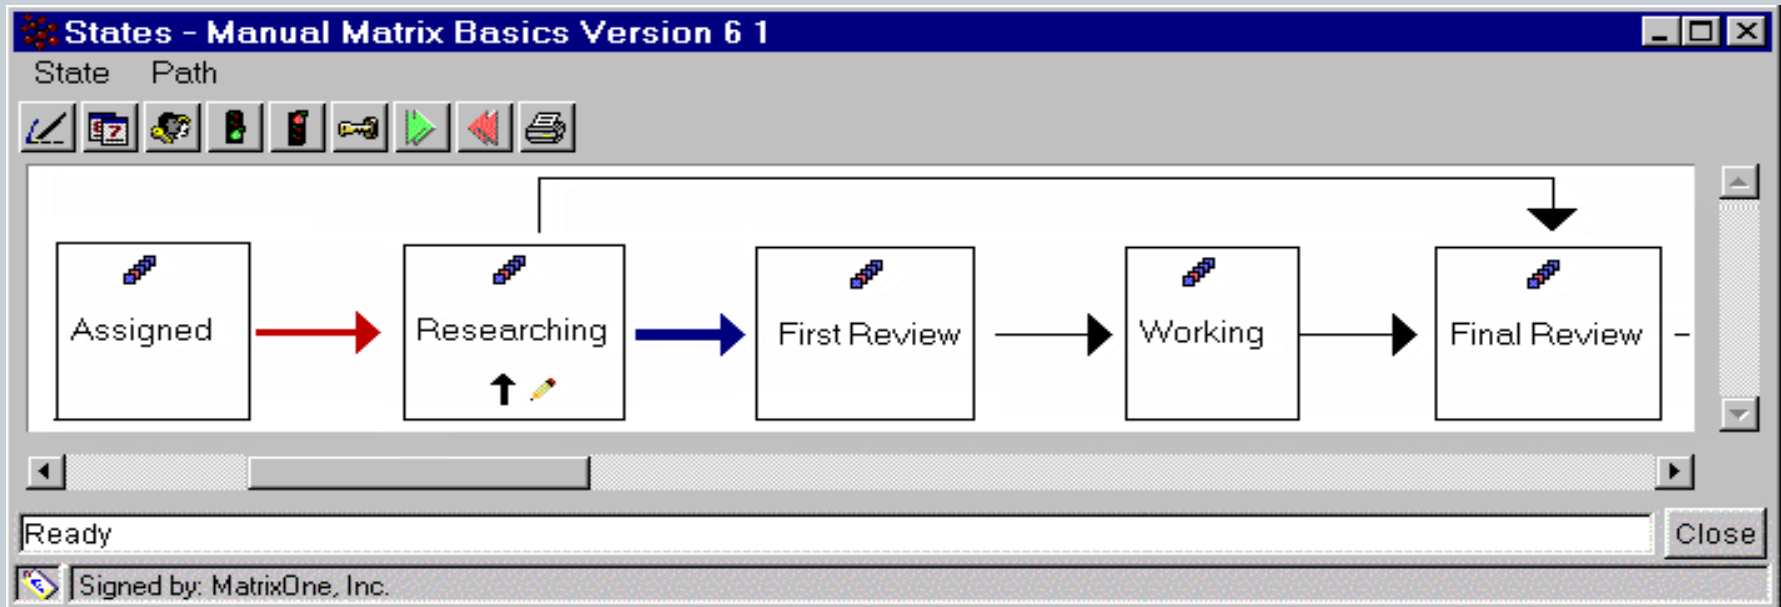 States - Manual Matrix Basics Version 6 1
State Path
Assigned Researching First Review Working Final Review
Ready Close
Signed by: MatrixOne, Inc.